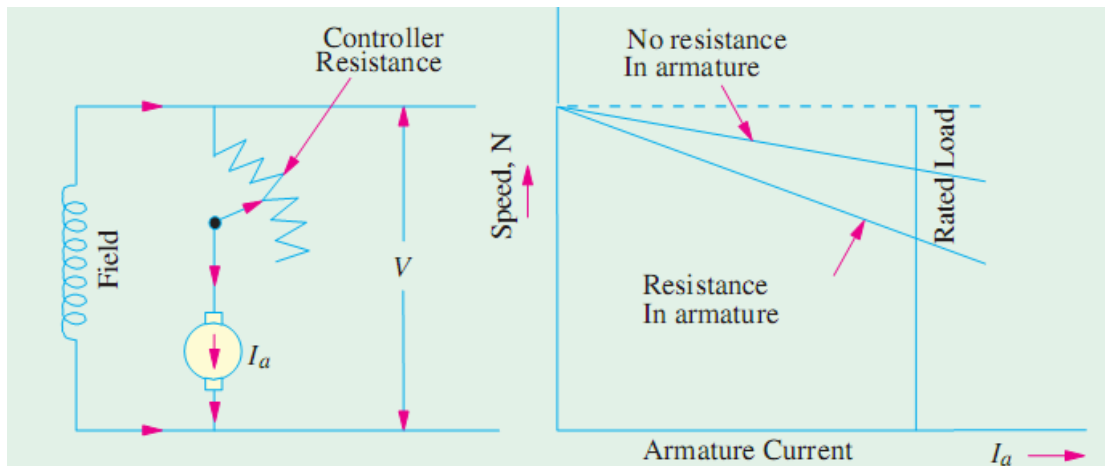 Controller
Resistance
Field
V
Iₐ
Speed, N
No resistance
In armature
Rated Load
Resistance
In armature
Armature Current
Iₐ